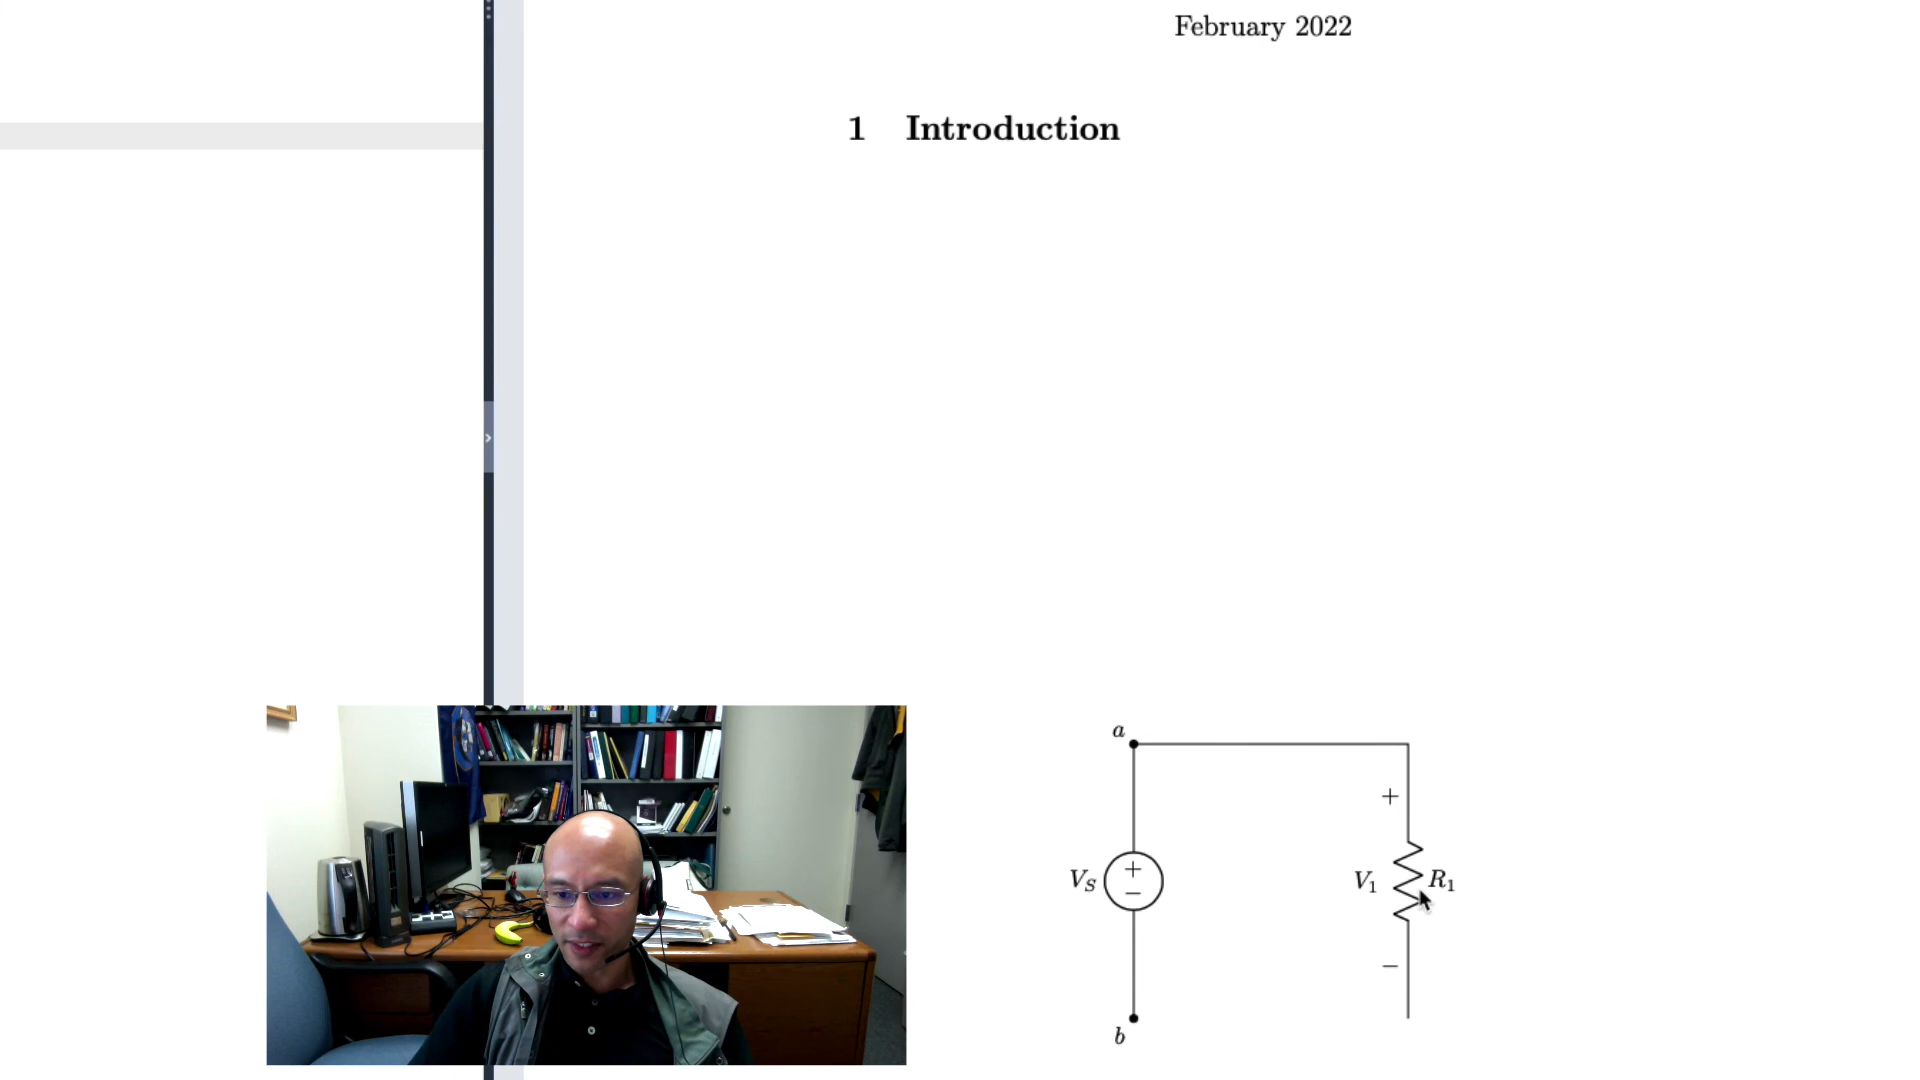 February 2022
1 Introduction
a
+
V_S + −
V_1 R_1
−
b